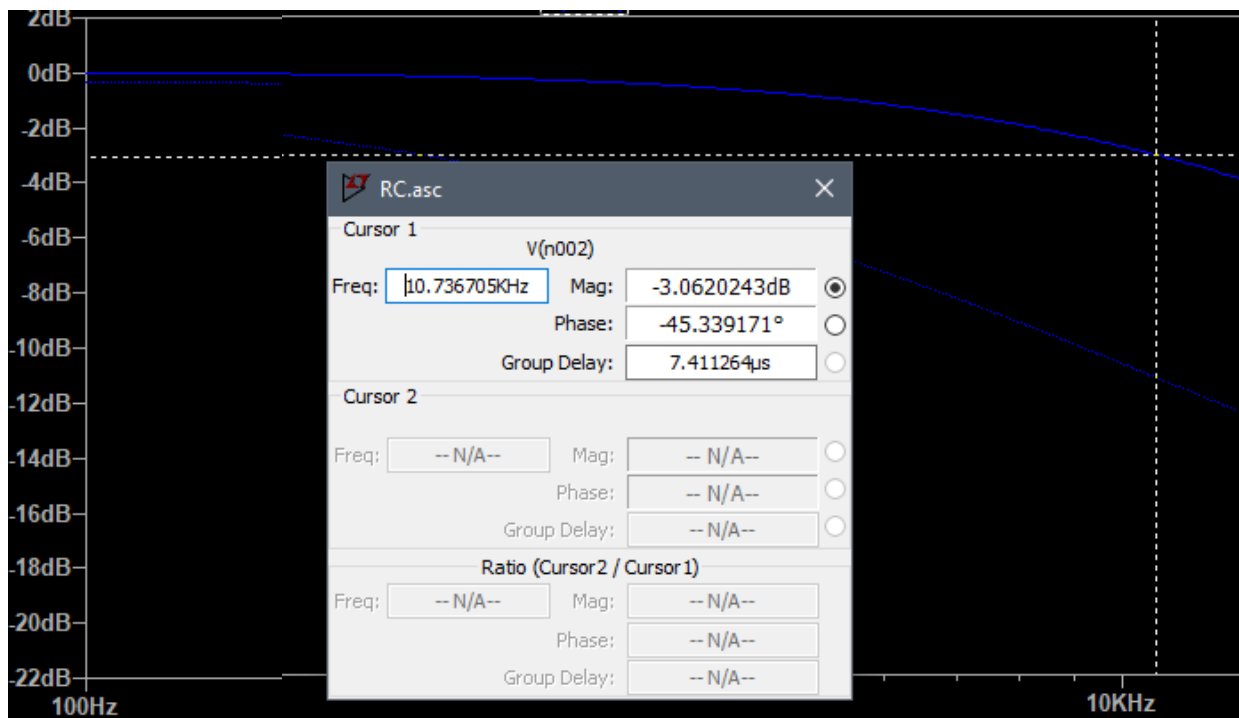 2dB
0dB
-2dB
-4dB
-6dB
-8dB
-10dB
-12dB
-14dB
-16dB
-18dB
-20dB
-22dB
100Hz
10KHz
RC.asc
Cursor 1
V(n002)
Freq: 10.736705KHz Mag: -3.0620243dB
Phase: -45.339171°
Group Delay: 7.411264µs
Cursor 2
Freq: -- N/A-- Mag: -- N/A--
Phase: -- N/A--
Group Delay: -- N/A--
Ratio (Cursor2 / Cursor1)
Freq: -- N/A-- Mag: -- N/A--
Phase: -- N/A--
Group Delay: -- N/A--